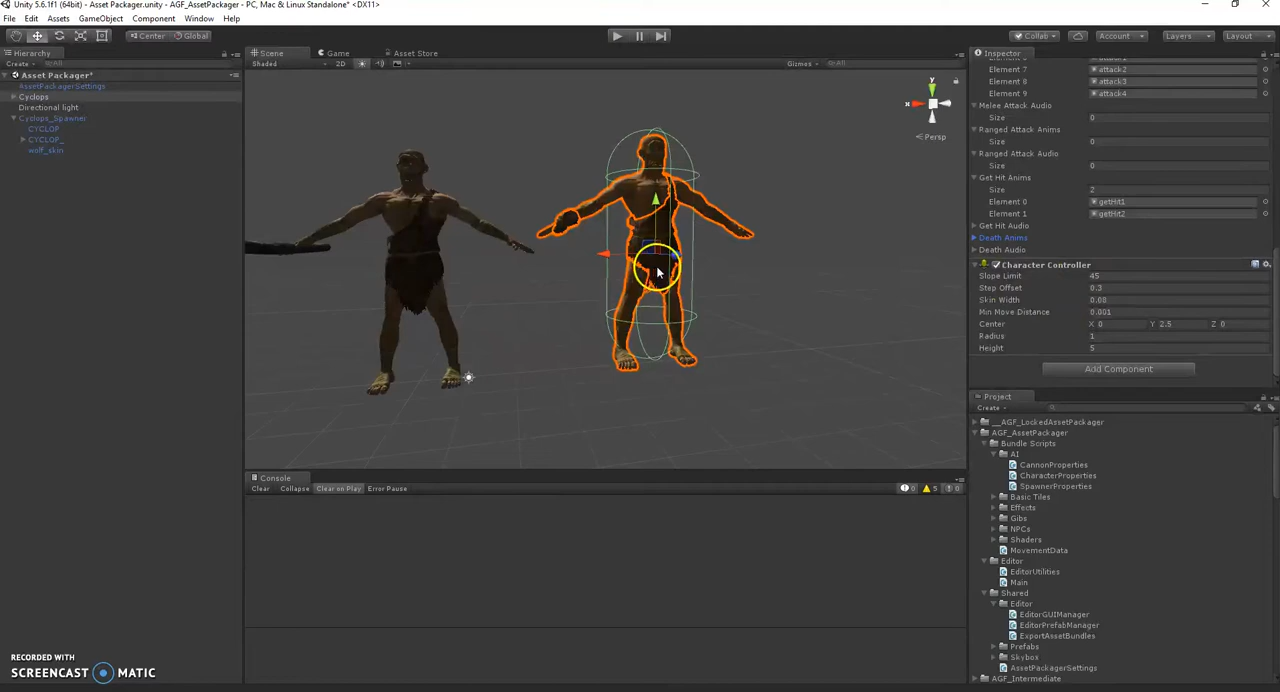 Unity 5.6.1f1 (64bit) - Asset Packager.unity - AGF_AssetPackager - PC, Mac & Linux Standalone* <DX11>
File Edit Assets GameObject Component Window Help
Center Global Collab Account Layers Layout
Hierarchy
Create All
Asset Packager*
AssetPackagerSettings
Cyclops
Directional light
Cyclops_Spawner
CYCLOP
CYCLOP_
wolf_skin
Scene Game Asset Store
Shaded 2D Gizmos All
y
x
Persp
Inspector
Element 7 attack2
Element 8 attack3
Element 9 attack4
Melee Attack Audio
Size 0
Ranged Attack Anims
Size 0
Ranged Attack Audio
Size 0
Get Hit Anims
Size 2
Element 0 getHit1
Element 1 getHit2
Get Hit Audio
Death Anims
Death Audio
Character Controller
Slope Limit 45
Step Offset 0.3
Skin Width 0.08
Min Move Distance 0.001
Center X 0 Y 2.5 Z 0
Radius 1
Height 5
Add Component
Project
Create
__AGF_LockedAssetPackager
AGF_AssetPackager
Bundle Scripts
AI
CannonProperties
CharacterProperties
SpawnerProperties
Basic Tiles
Effects
Gibs
NPCs
Shaders
MovementData
Editor
EditorUtilities
Main
Shared
Editor
EditorGUIManager
EditorPrefabManager
ExportAssetBundles
Prefabs
Skybox
AssetPackagerSettings
AGF_Intermediate
Console
Clear Collapse Clear on Play Error Pause 0 5 0
RECORDED WITH
SCREENCAST MATIC